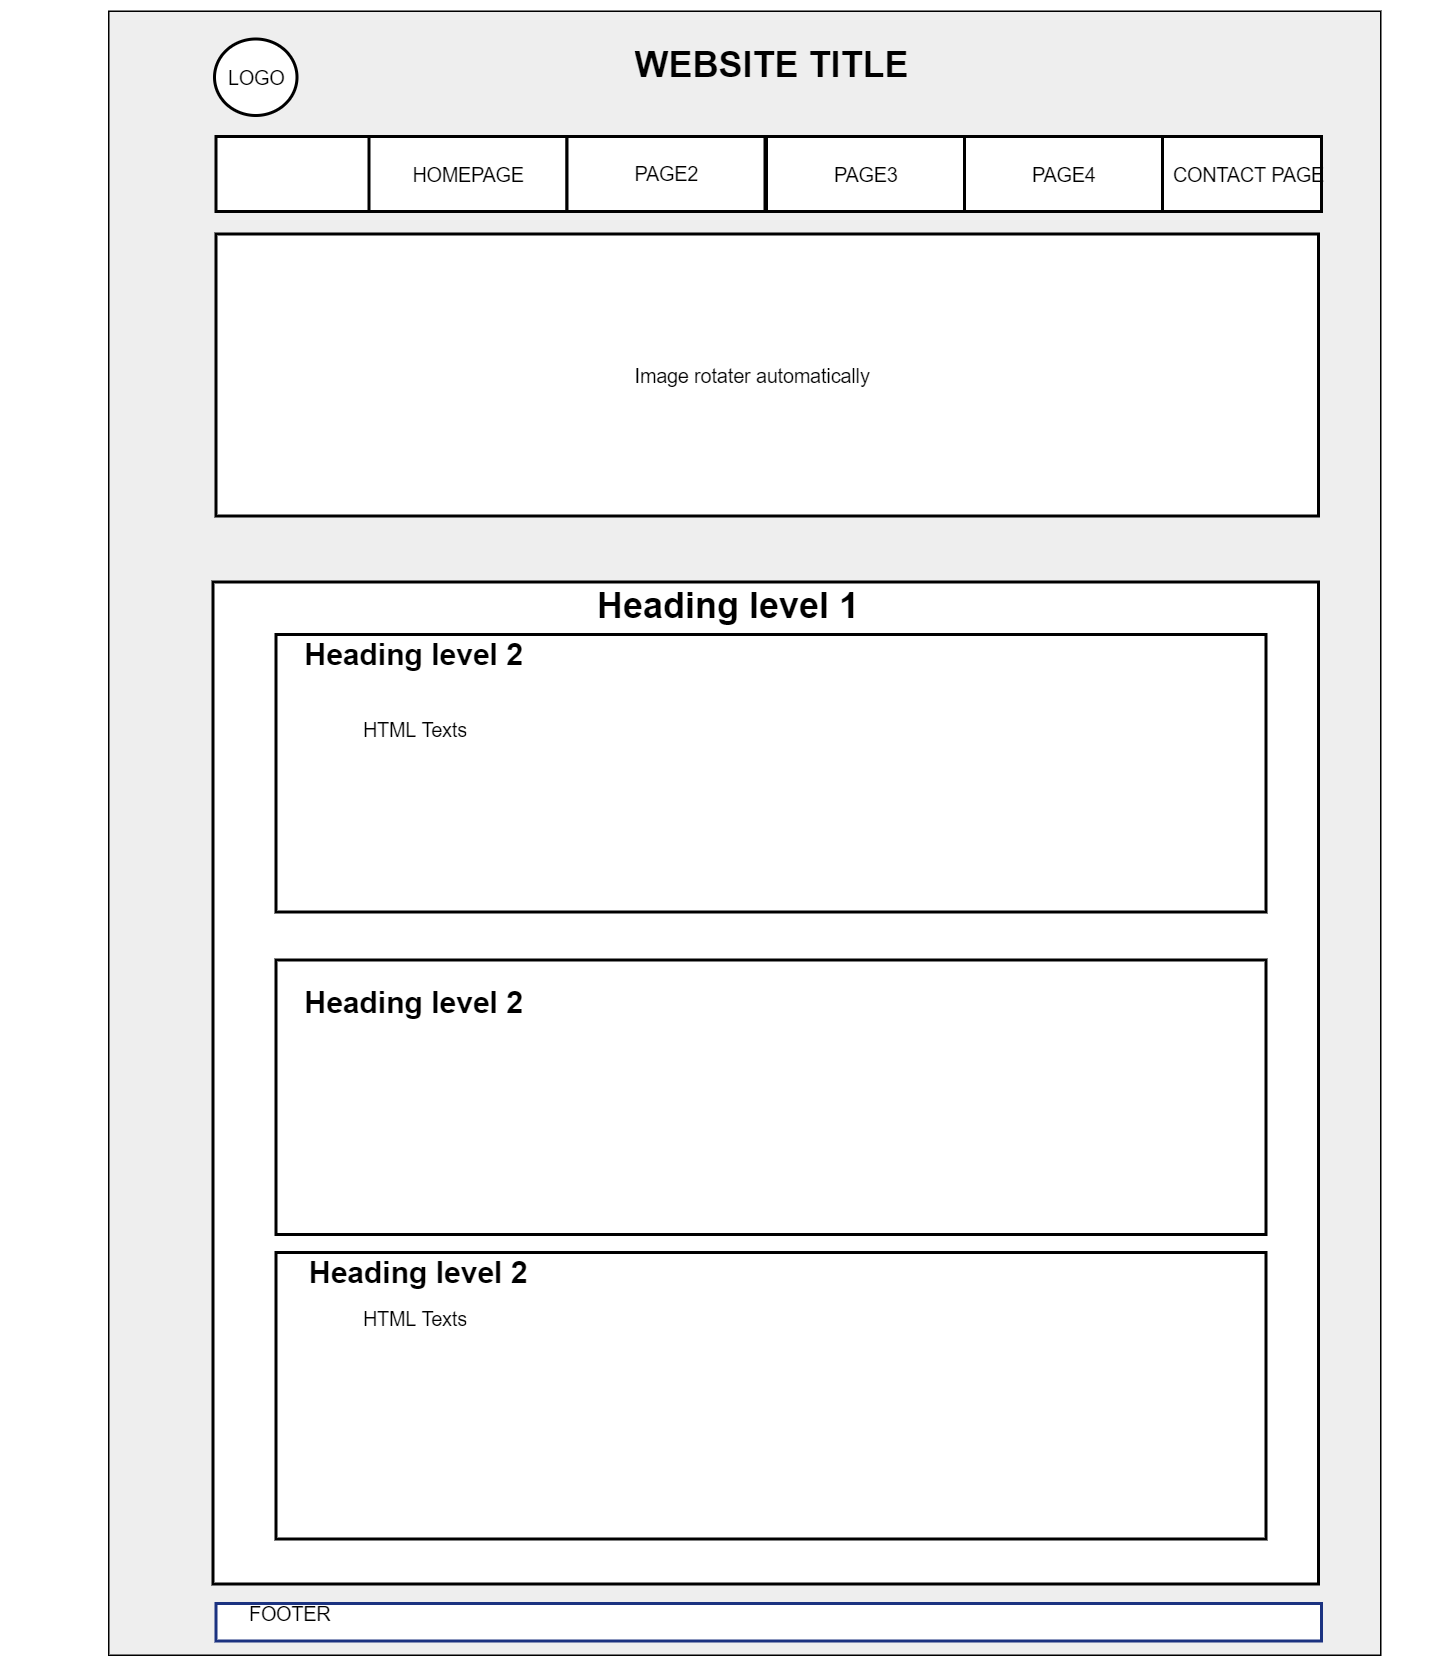 LOGO
WEBSITE TITLE
HOMEPAGE
PAGE2
PAGE3
PAGE4
CONTACT PAGE
Image rotater automatically
Heading level 1
Heading level 2
HTML Texts
Heading level 2
Heading level 2
HTML Texts
FOOTER